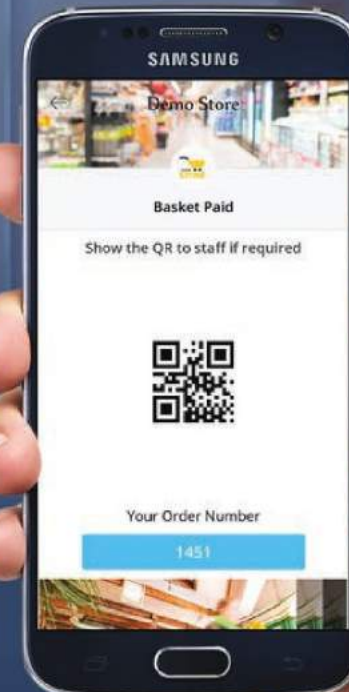 SAMSUNG
Demo Store
Basket Paid
Show the QR to staff if required
Your Order Number
1451